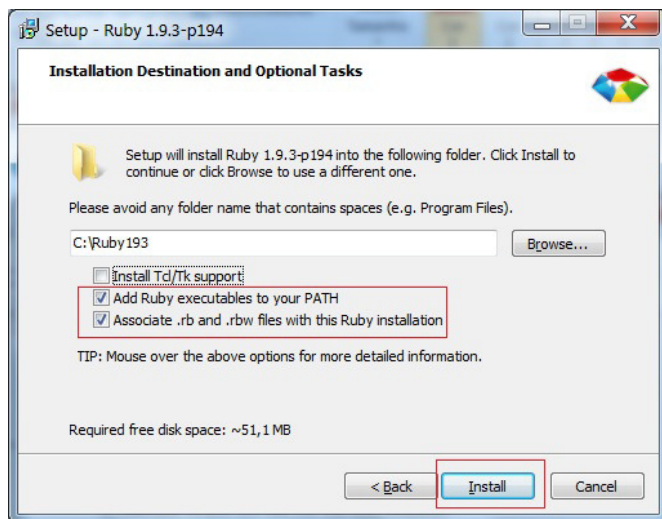 Setup - Ruby 1.9.3-p194
Installation Destination and Optional Tasks
Setup will install Ruby 1.9.3-p194 into the following folder. Click Install to
continue or click Browse to use a different one.
Please avoid any folder name that contains spaces (e.g. Program Files).
C:\Ruby193
Browse...
Install Tcl/Tk support
Add Ruby executables to your PATH
Associate .rb and .rbw files with this Ruby installation
TIP: Mouse over the above options for more detailed information.
Required free disk space: ~51,1 MB
< Back Install Cancel